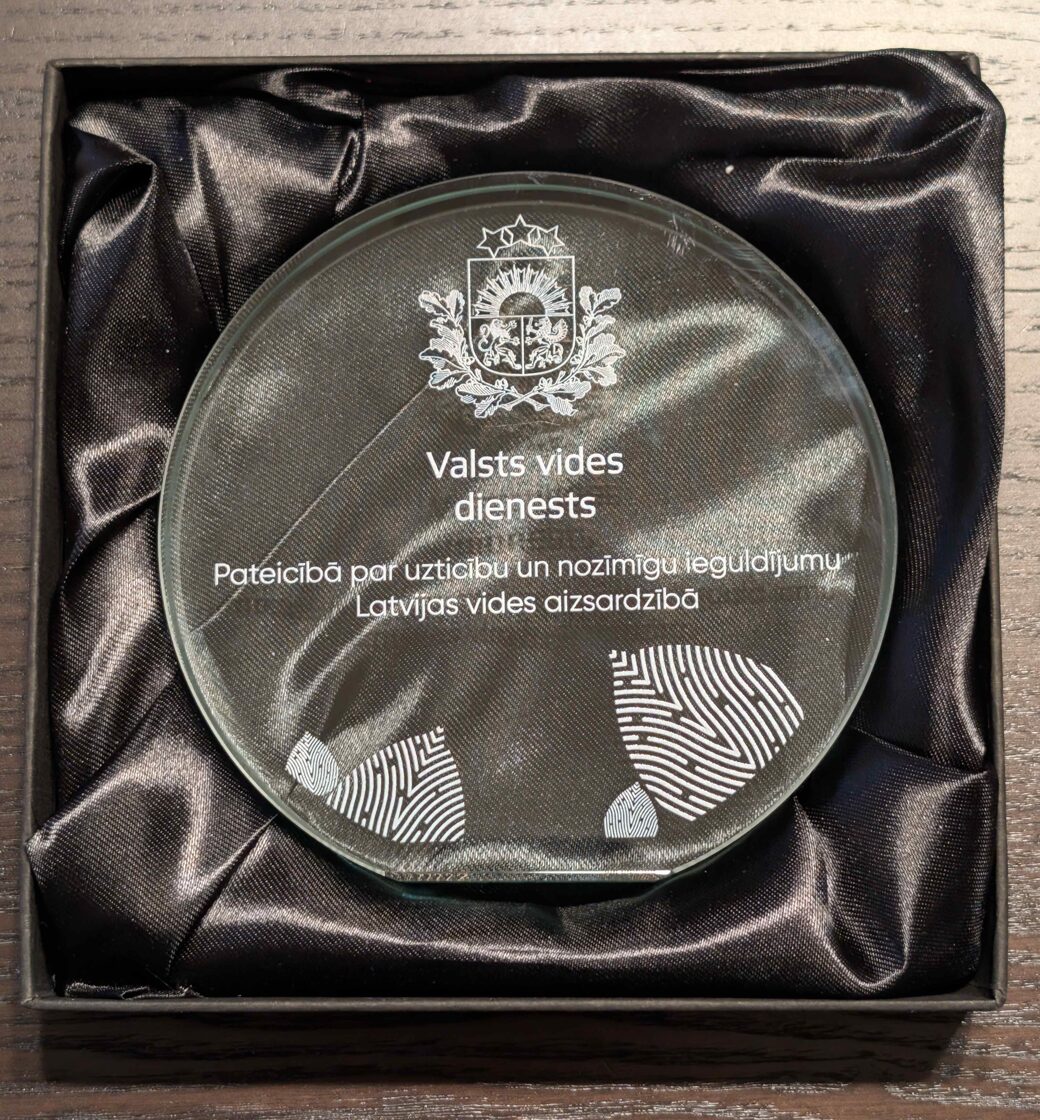 Valsts vides
dienests
Pateicībā par uzticību un nozīmīgu ieguldījumu
Latvijas vides aizsardzībā